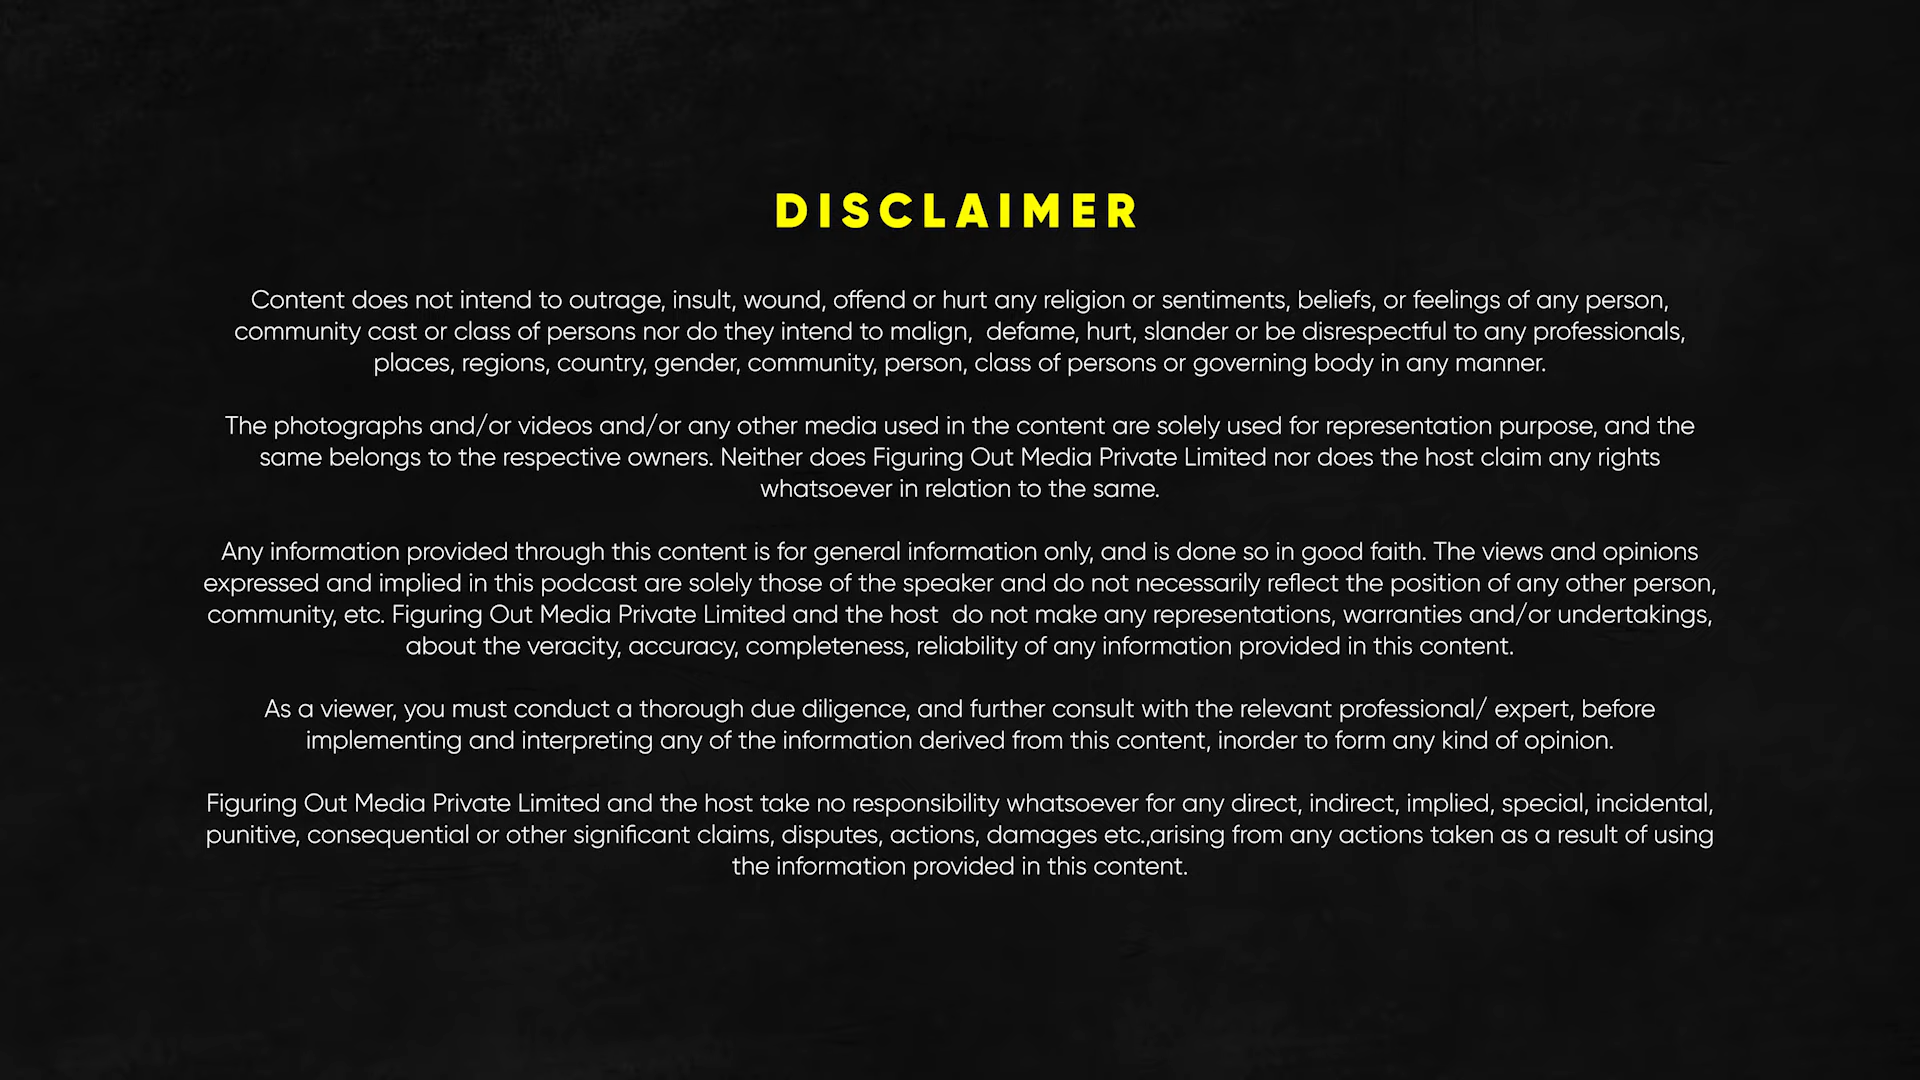 DISCLAIMER
Content does not intend to outrage, insult, wound, offend or hurt any religion or sentiments, beliefs, or feelings of any person,
community cast or class of persons nor do they intend to malign,  defame, hurt, slander or be disrespectful to any professionals,
places, regions, country, gender, community, person, class of persons or governing body in any manner.
The photographs and/or videos and/or any other media used in the content are solely used for representation purpose, and the
same belongs to the respective owners. Neither does Figuring Out Media Private Limited nor does the host claim any rights
whatsoever in relation to the same.
Any information provided through this content is for general information only, and is done so in good faith. The views and opinions
expressed and implied in this podcast are solely those of the speaker and do not necessarily reflect the position of any other person,
community, etc. Figuring Out Media Private Limited and the host  do not make any representations, warranties and/or undertakings,
about the veracity, accuracy, completeness, reliability of any information provided in this content.
As a viewer, you must conduct a thorough due diligence, and further consult with the relevant professional/ expert, before
implementing and interpreting any of the information derived from this content, inorder to form any kind of opinion.
Figuring Out Media Private Limited and the host take no responsibility whatsoever for any direct, indirect, implied, special, incidental,
punitive, consequential or other significant claims, disputes, actions, damages etc.,arising from any actions taken as a result of using
the information provided in this content.